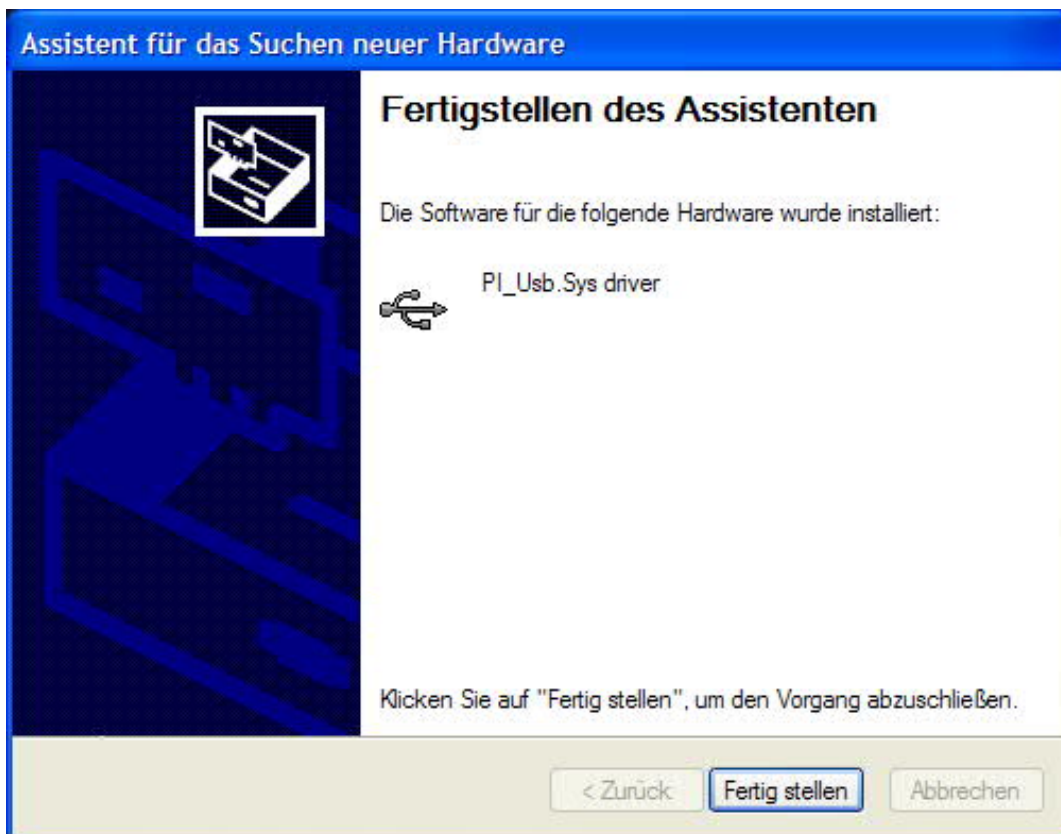 Assistent für das Suchen neuer Hardware
Fertigstellen des Assistenten
Die Software für die folgende Hardware wurde installiert:
PI_Usb.Sys driver
Klicken Sie auf "Fertig stellen", um den Vorgang abzuschließen.
< Zurück
Fertig stellen
Abbrechen